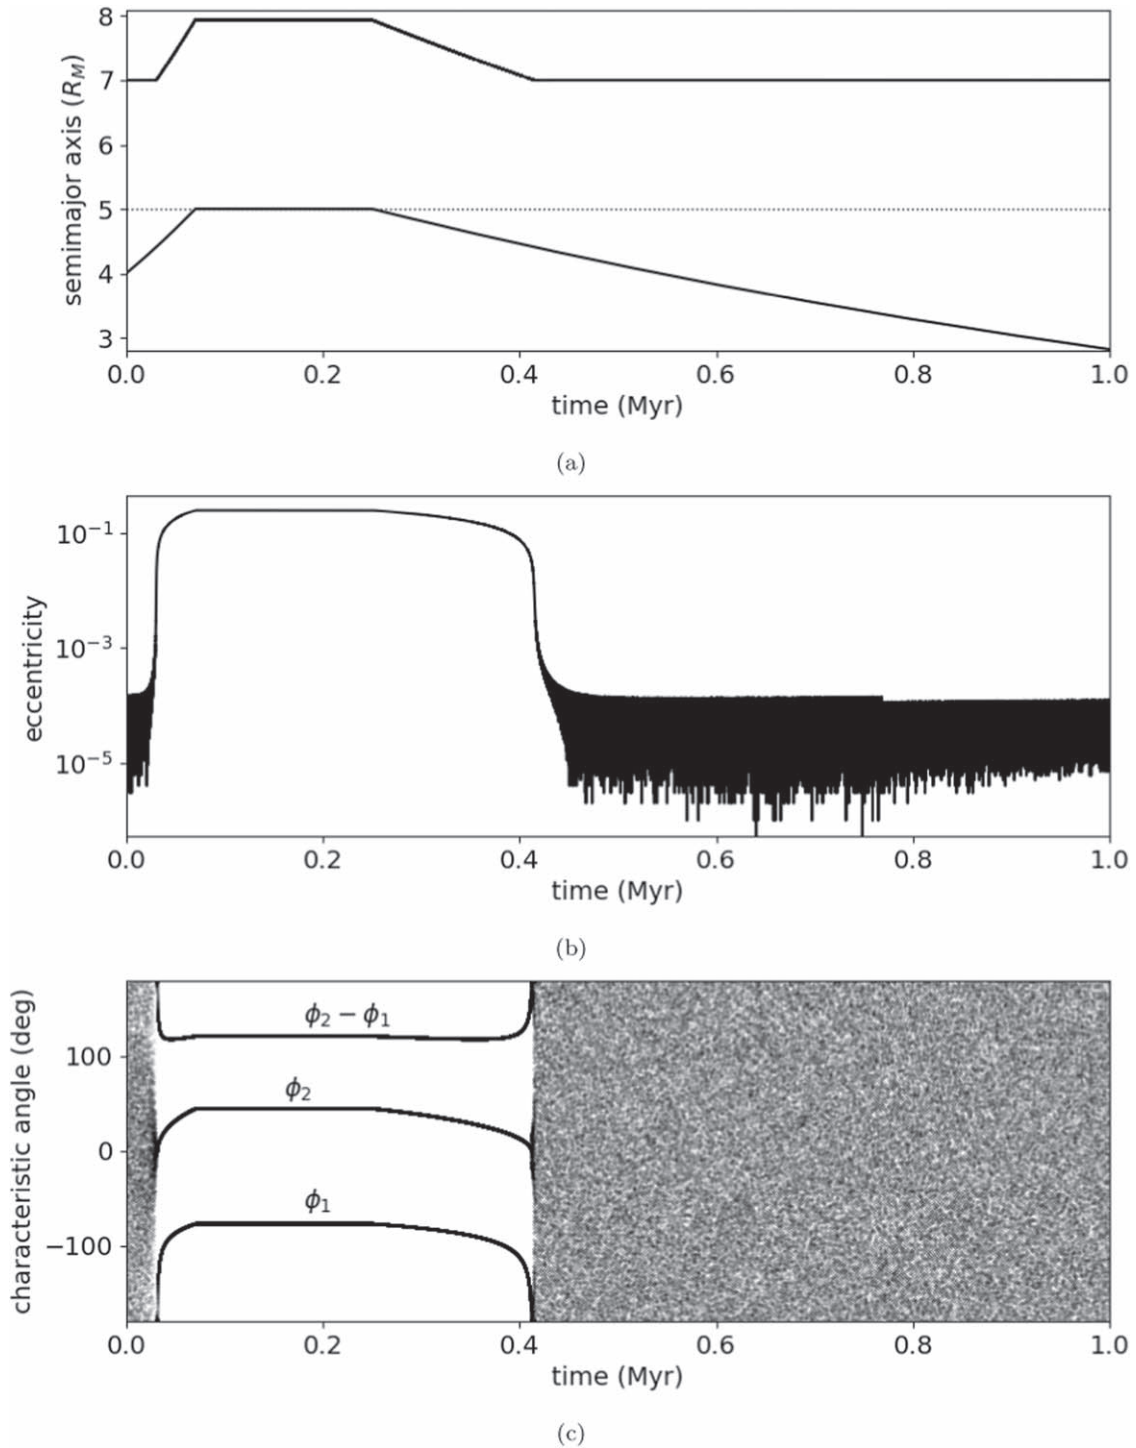 8
7
6
5
4
3
semimajor axis (R_M)
0.0 0.2 0.4 0.6 0.8 1.0
time (Myr)
(a)
10⁻¹
10⁻³
10⁻⁵
eccentricity
0.0 0.2 0.4 0.6 0.8 1.0
time (Myr)
(b)
ϕ₂ − ϕ₁
100
ϕ₂
0
ϕ₁
−100
characteristic angle (deg)
0.0 0.2 0.4 0.6 0.8 1.0
time (Myr)
(c)